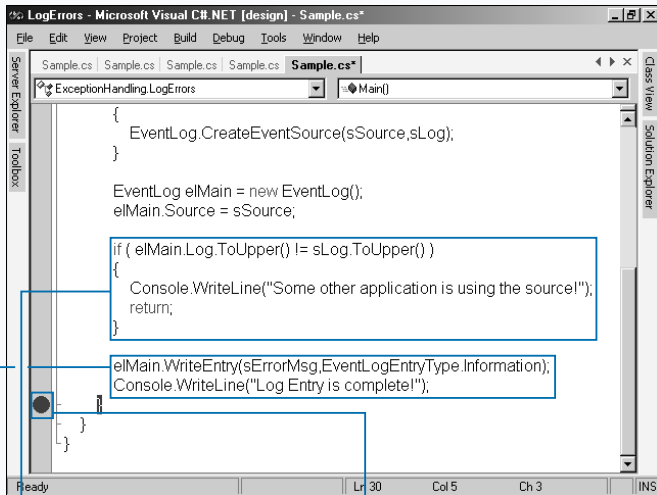 LogErrors - Microsoft Visual C#.NET [design] - Sample.cs*
File Edit View Project Build Debug Tools Window Help
Sample.cs Sample.cs Sample.cs Sample.cs Sample.cs*
ExceptionHandling.LogErrors Main()
Server Explorer
Toolbox
Class View
Solution Explorer
{
EventLog.CreateEventSource(sSource,sLog);
}
EventLog elMain = new EventLog();
elMain.Source = sSource;
if ( elMain.Log.ToUpper() != sLog.ToUpper() )
{
Console.WriteLine("Some other application is using the source!");
return;
}
elMain.WriteEntry(sErrorMsg,EventLogEntryType.Information);
Console.WriteLine("Log Entry is complete!");
}
}
}
Ready Ln 30 Col 5 Ch 3 INS